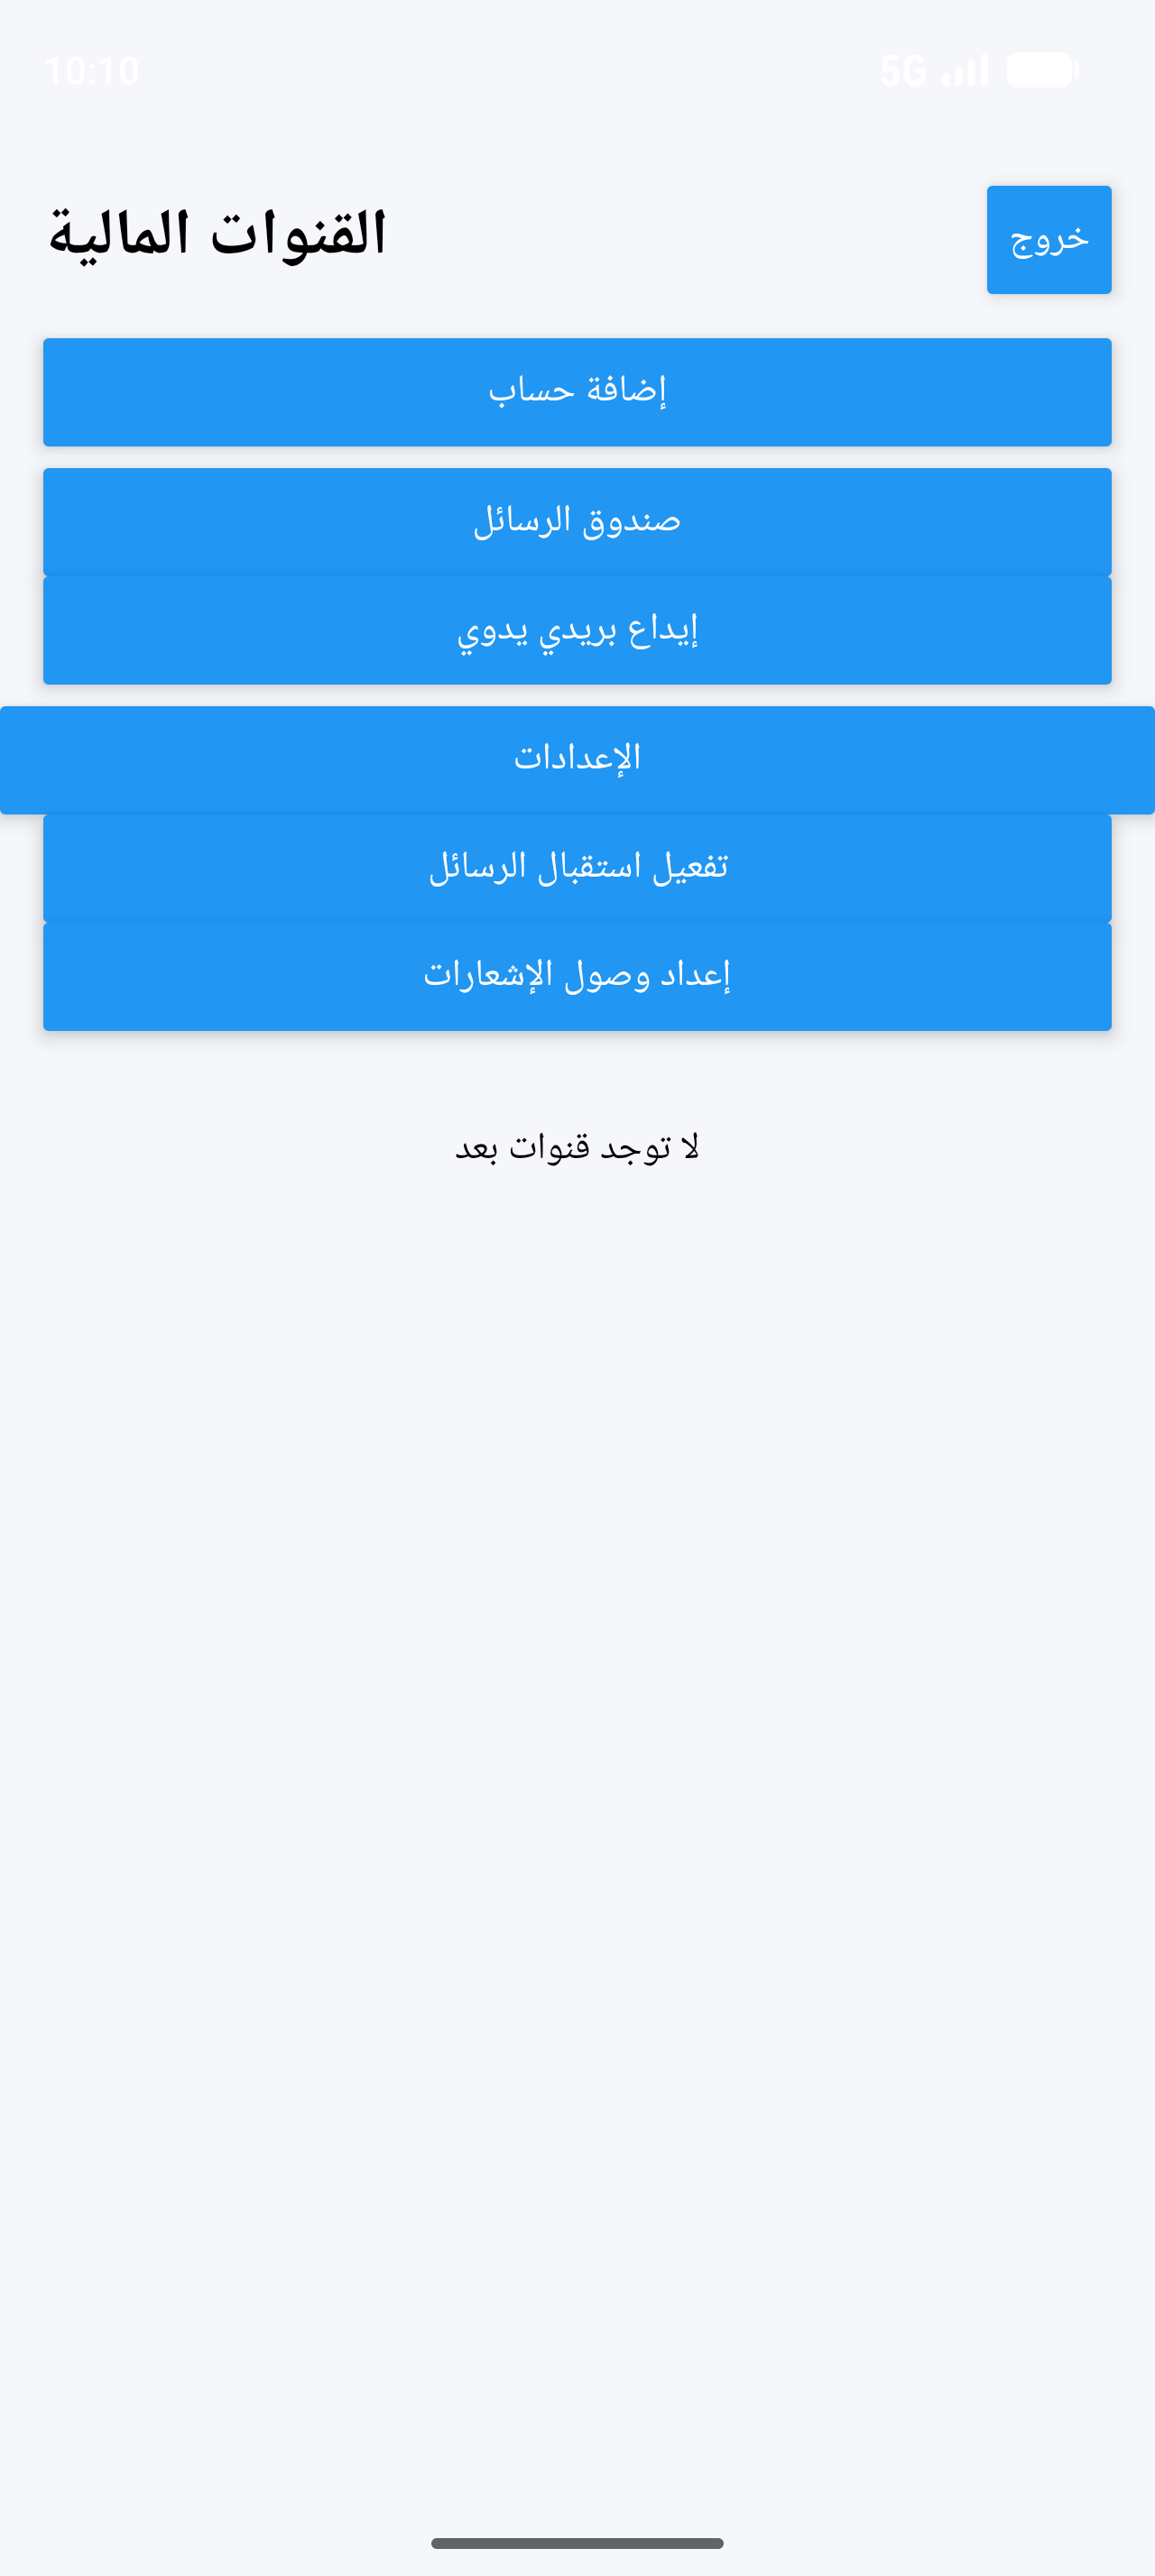 10:10 5G
القنوات المالية
خروج
إضافة حساب
صندوق الرسائل
إيداع بريدي يدوي
الإعدادات
تفعيل استقبال الرسائل
إعداد وصول الإشعارات
لا توجد قنوات بعد